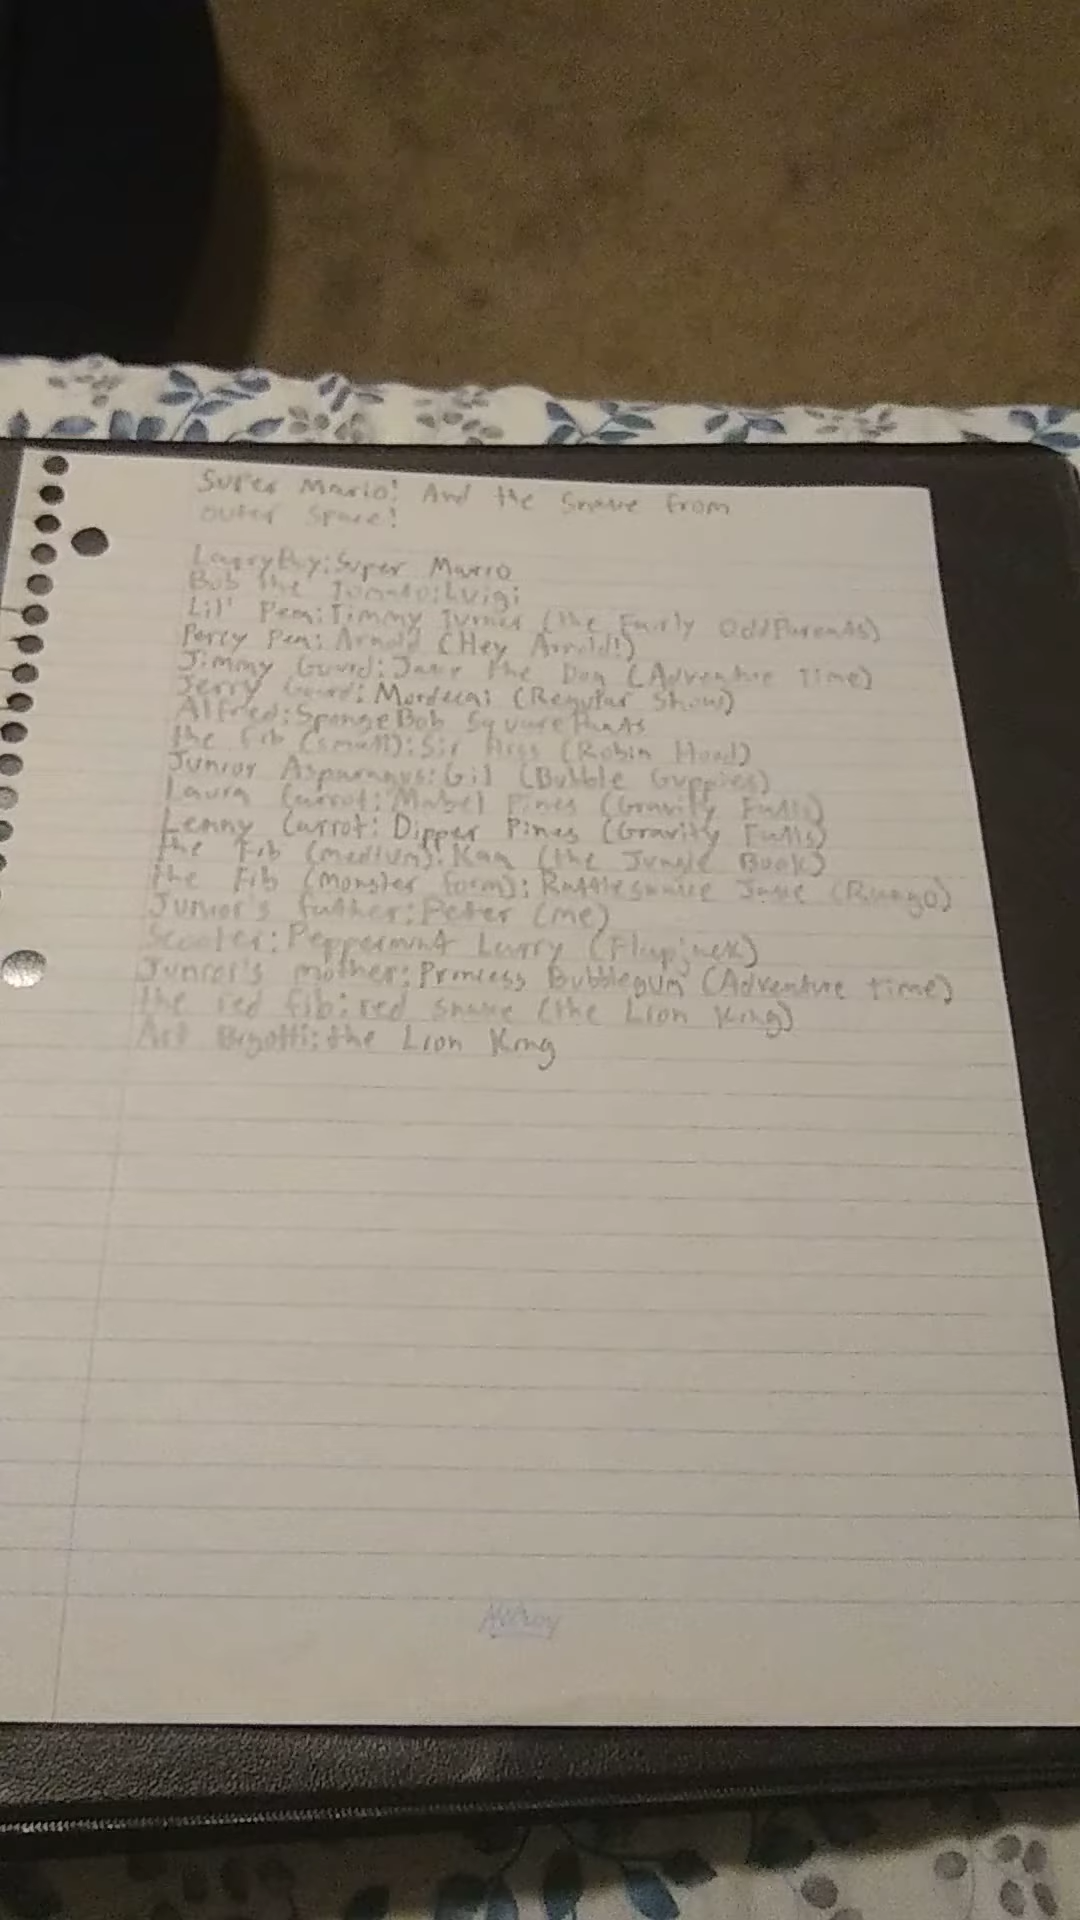 Super Mario! And the Snake from
outer space!
LarryBoy: Super Mario
Bob the Tomato: Luigi
Lil' Pea: Timmy Turner (the Fairly OddParents)
Percy Pea: Arnold (Hey Arnold!)
Jimmy Gourd: Jake the Dog (Adventure Time)
Jerry Gourd: Mordecai (Regular Show)
Alfred: SpongeBob SquarePants
the Fib (small): Sir Hiss (Robin Hood)
Junior Asparagus: Gil (Bubble Guppies)
Laura Carrot: Mabel Pines (Gravity Falls)
Lenny Carrot: Dipper Pines (Gravity Falls)
the Fib (medium): Kaa (the Jungle Book)
the Fib (monster form): Rattlesnake Jake (Rango)
Junior's father: Peter (me)
Scooter: Peppermint Larry (Flapjack)
Junior's mother: Princess Bubblegum (Adventure Time)
the red fib: red snake (the Lion King)
Art Bigotti: the Lion King